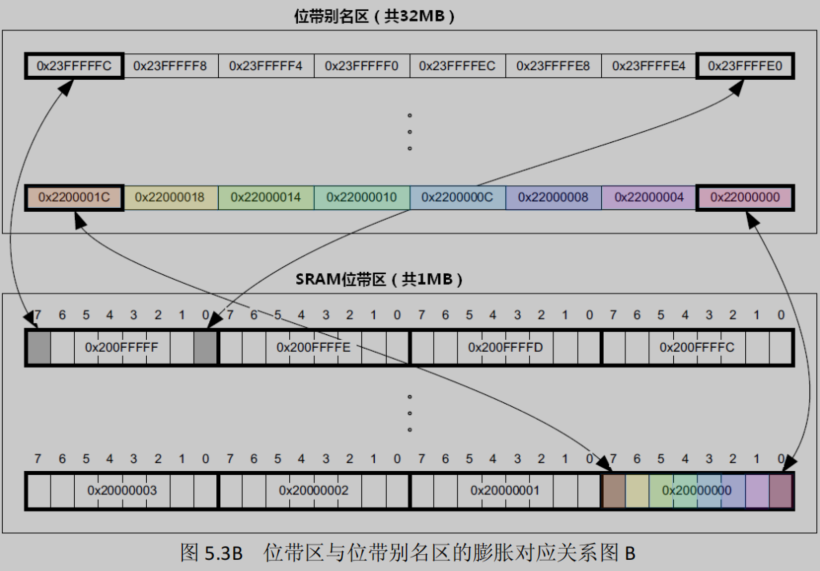 位带别名区（共32MB）
0x23FFFFFC 0x23FFFFF8 0x23FFFFF4 0x23FFFFF0 0x23FFFFEC 0x23FFFFE8 0x23FFFFE4 0x23FFFFE0
0x2200001C 0x22000018 0x22000014 0x22000010 0x2200000C 0x22000008 0x22000004 0x22000000
SRAM位带区（共1MB）
7 6 5 4 3 2 1 0 7 6 5 4 3 2 1 0 7 6 5 4 3 2 1 0 7 6 5 4 3 2 1 0
0x200FFFFF 0x200FFFFE 0x200FFFFD 0x200FFFFC
7 6 5 4 3 2 1 0 7 6 5 4 3 2 1 0 7 6 5 4 3 2 1 0 7 6 5 4 3 2 1 0
0x20000003 0x20000002 0x20000001 0x20000000
图 5.3B 位带区与位带别名区的膨胀对应关系图 B